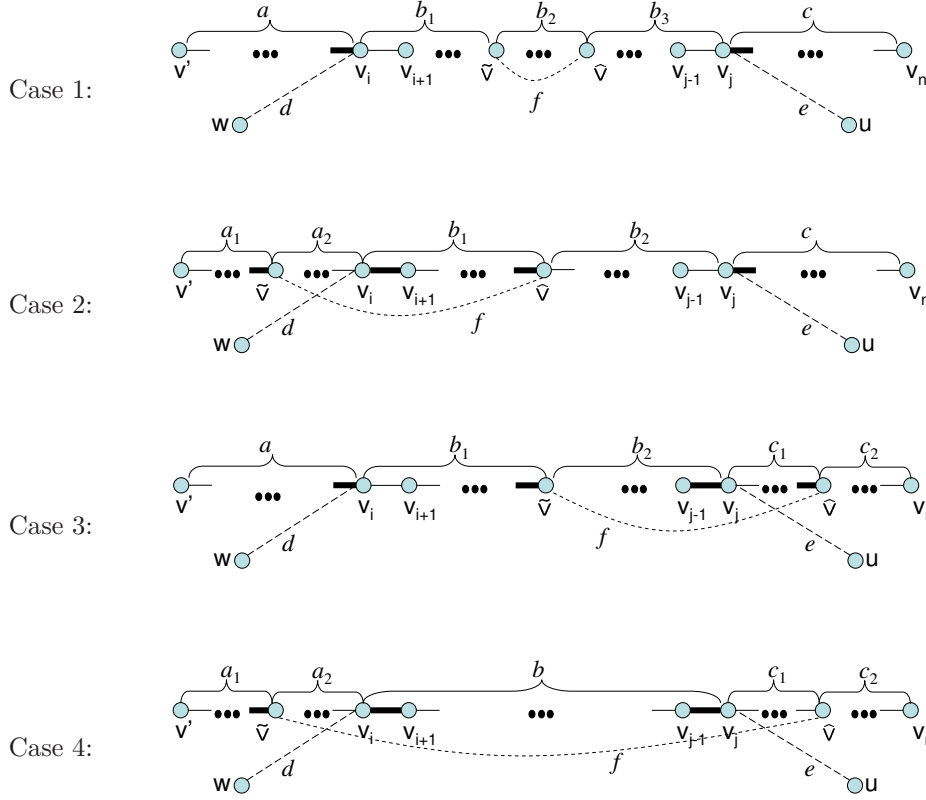 a b₁ b₂ b₃ c
Case 1: v' vᵢ vᵢ₊₁ ṽ v̂ vⱼ₋₁ vⱼ vₙ
w d f e u
a₁ a₂ b₁ b₂ c
Case 2: v' ṽ vᵢ vᵢ₊₁ v̂ vⱼ₋₁ vⱼ
w d f e u
a b₁ b₂ c₁ c₂
Case 3: v' vᵢ vᵢ₊₁ ṽ vⱼ₋₁ vⱼ v̂
w d f e u
a₁ a₂ b c₁ c₂
Case 4: v' ṽ vᵢ vᵢ₊₁ vⱼ₋₁ vⱼ v̂
w d f e u